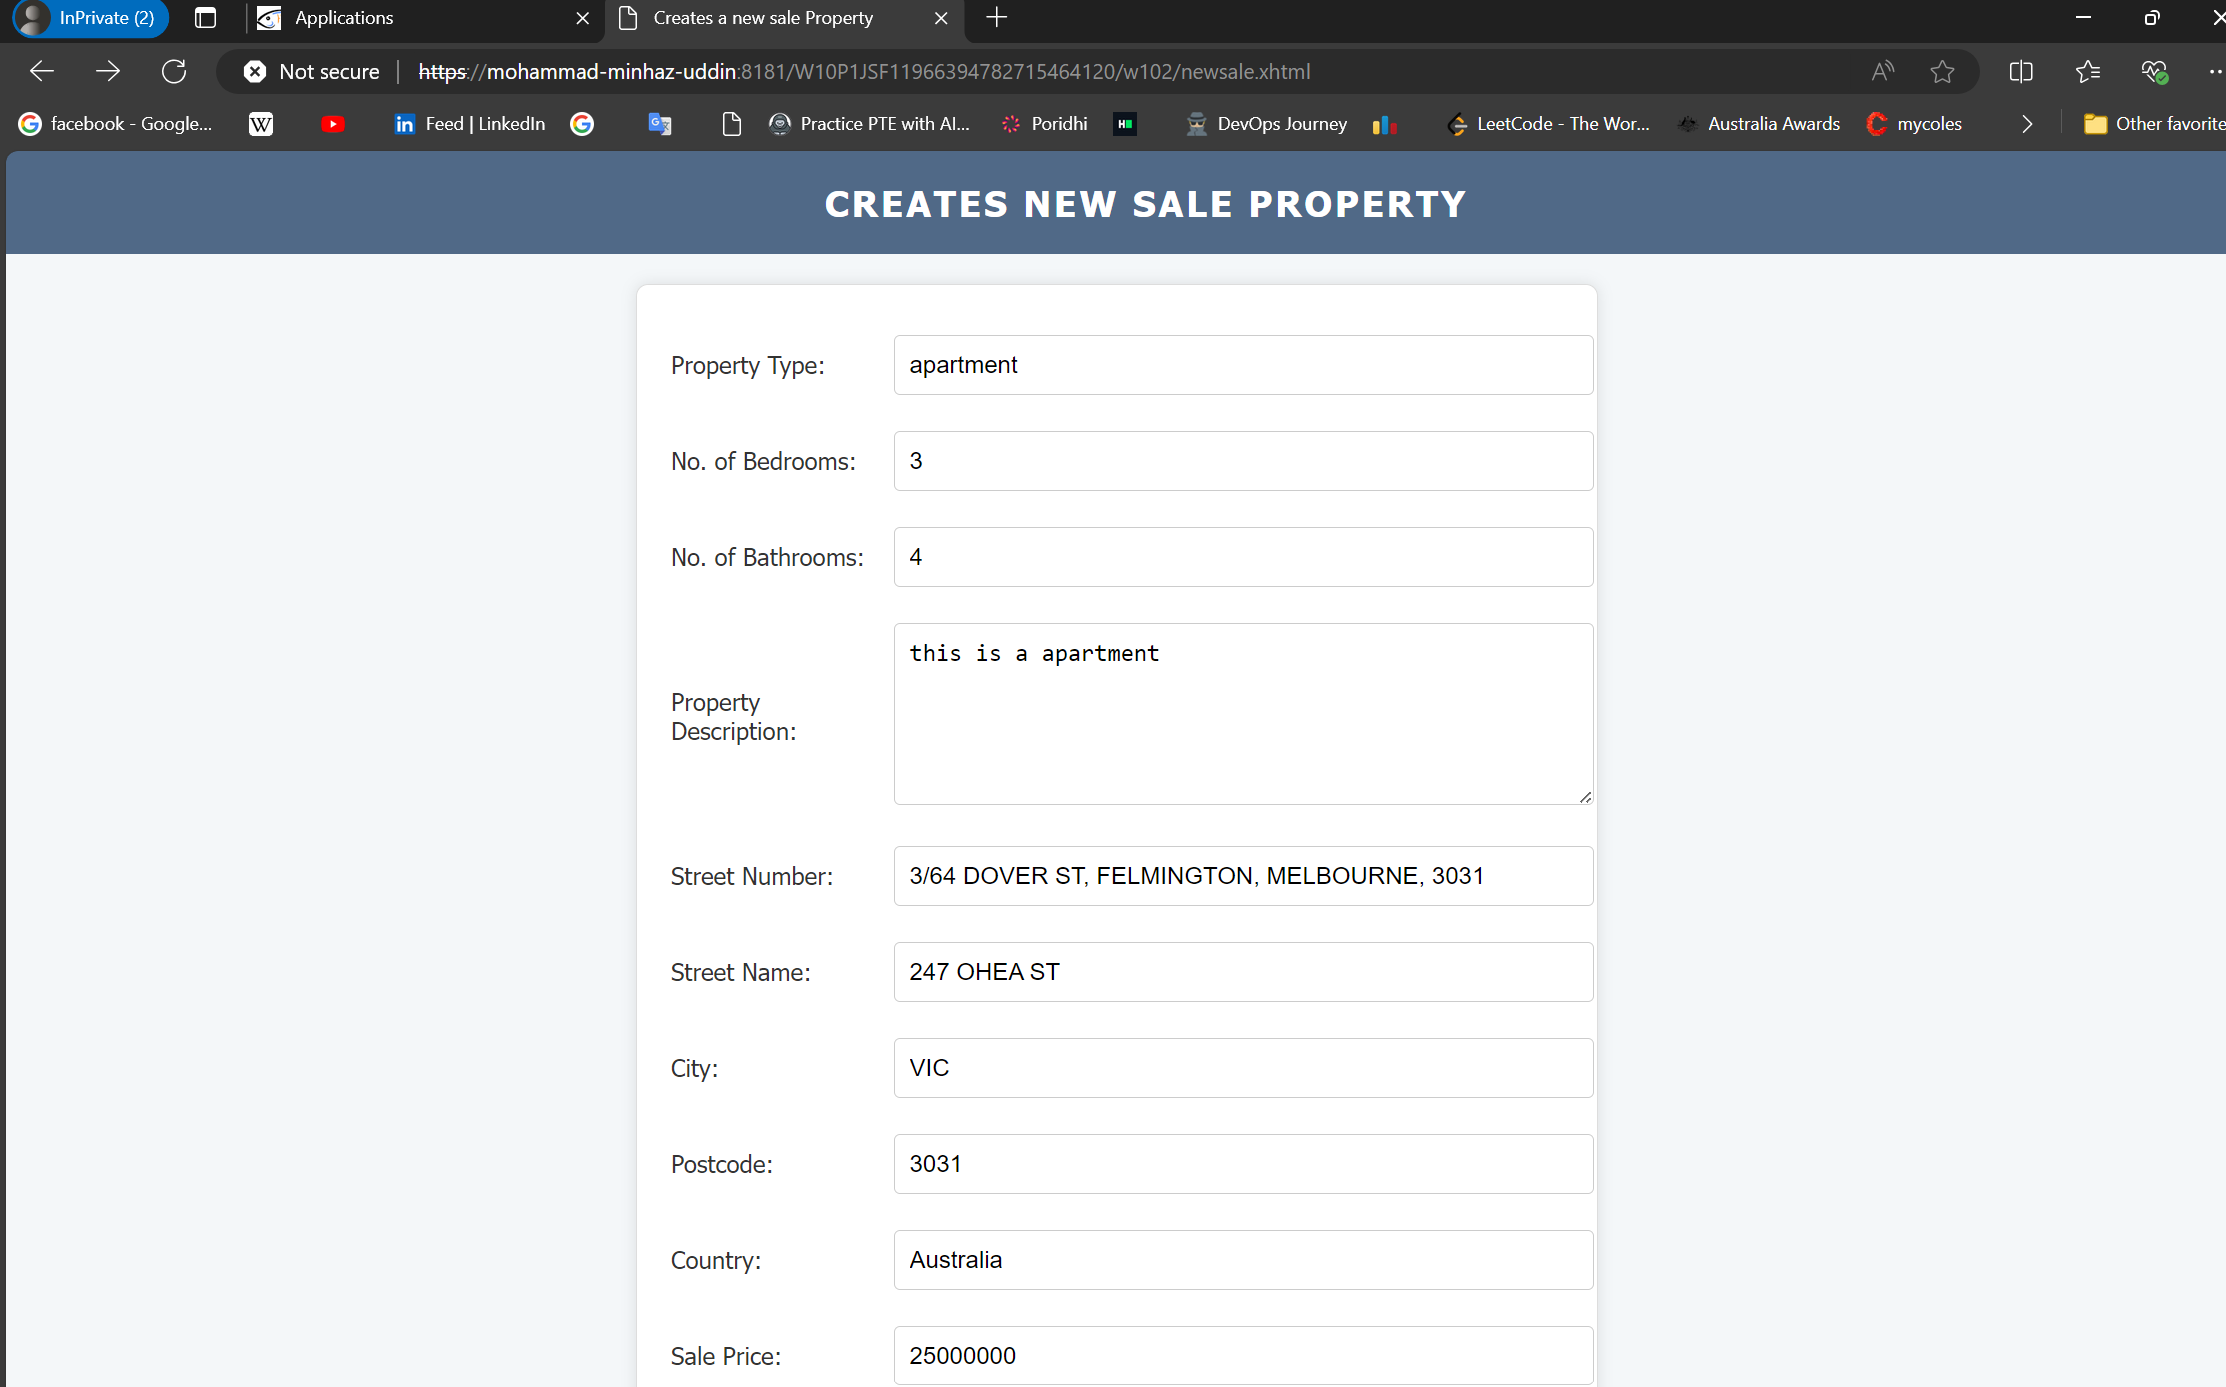 InPrivate (2)
Applications
Creates a new sale Property
Not secure
https://mohammad-minhaz-uddin:8181/W10P1JSF11966394782715464120/w102/newsale.xhtml
facebook - Google...
W
in Feed | LinkedIn
Practice PTE with AI...
Poridhi
DevOps Journey
LeetCode - The Wor...
Australia Awards
mycoles
Other favorite
CREATES NEW SALE PROPERTY
Property Type: apartment
No. of Bedrooms: 3
No. of Bathrooms: 4
Property
Description:
this is a apartment
Street Number: 3/64 DOVER ST, FELMINGTON, MELBOURNE, 3031
Street Name: 247 OHEA ST
City: VIC
Postcode: 3031
Country: Australia
Sale Price: 25000000